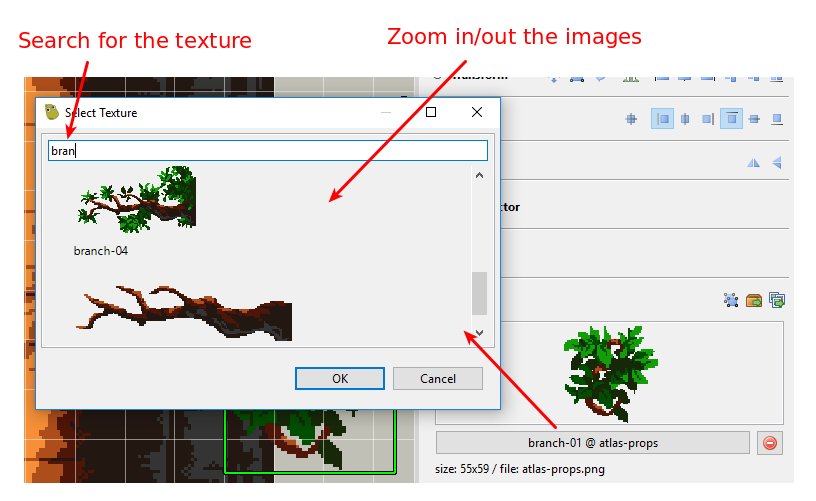 Search for the texture
Zoom in/out the images
Transform
Select Texture
bran
branch-04
ctor
OK
Cancel
branch-01 @ atlas-props
size: 55x59 / file: atlas-props.png